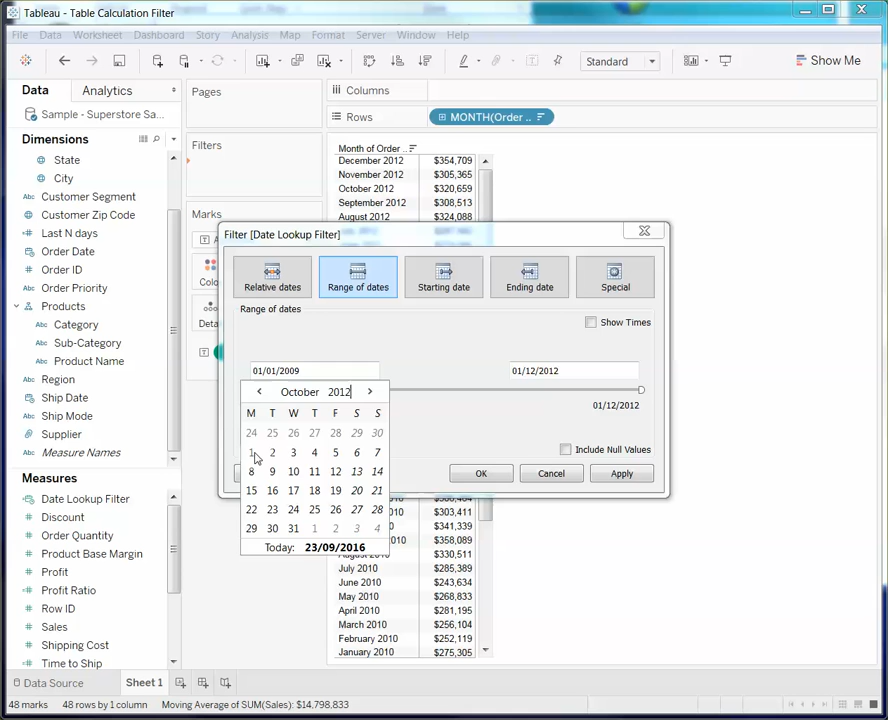 Tableau - Table Calculation Filter
File Data Worksheet Dashboard Story Analysis Map Format Server Window Help
Standard
Show Me
Data Analytics
Sample - Superstore Sa...
Dimensions
State
City
Abc Customer Segment
Customer Zip Code
Last N days
Order Date
Order ID
Abc Order Priority
Products
Abc Category
Abc Sub-Category
Abc Product Name
Abc Region
Ship Date
Abc Ship Mode
Supplier
Abc Measure Names
Measures
Date Lookup Filter
Discount
Order Quantity
Product Base Margin
Profit
Profit Ratio
Row ID
Sales
Shipping Cost
Time to Ship
Pages
Filters
Marks
Columns
Rows
MONTH(Order ..
Month of Order ..
December 2012 $354,709
November 2012 $305,365
October 2012 $320,659
September 2012 $308,513
August 2012 $324,088
Filter [Date Lookup Filter]
Relative dates
Range of dates
Starting date
Ending date
Special
Range of dates
Show Times
01/01/2009
01/12/2012
01/12/2012
< October 2012 >
M T W T F S S
24 25 26 27 28 29 30
1 2 3 4 5 6 7
8 9 10 11 12 13 14
15 16 17 18 19 20 21
22 23 24 25 26 27 28
29 30 31 1 2 3 4
Today: 23/09/2016
Include Null Values
OK Cancel Apply
$303,411
$341,339
$358,089
$330,511
July 2010 $285,389
June 2010 $243,634
May 2010 $268,833
April 2010 $281,195
March 2010 $256,104
February 2010 $252,119
January 2010 $275,305
Data Source Sheet 1
48 marks 48 rows by 1 column Moving Average of SUM(Sales): $14,798,833